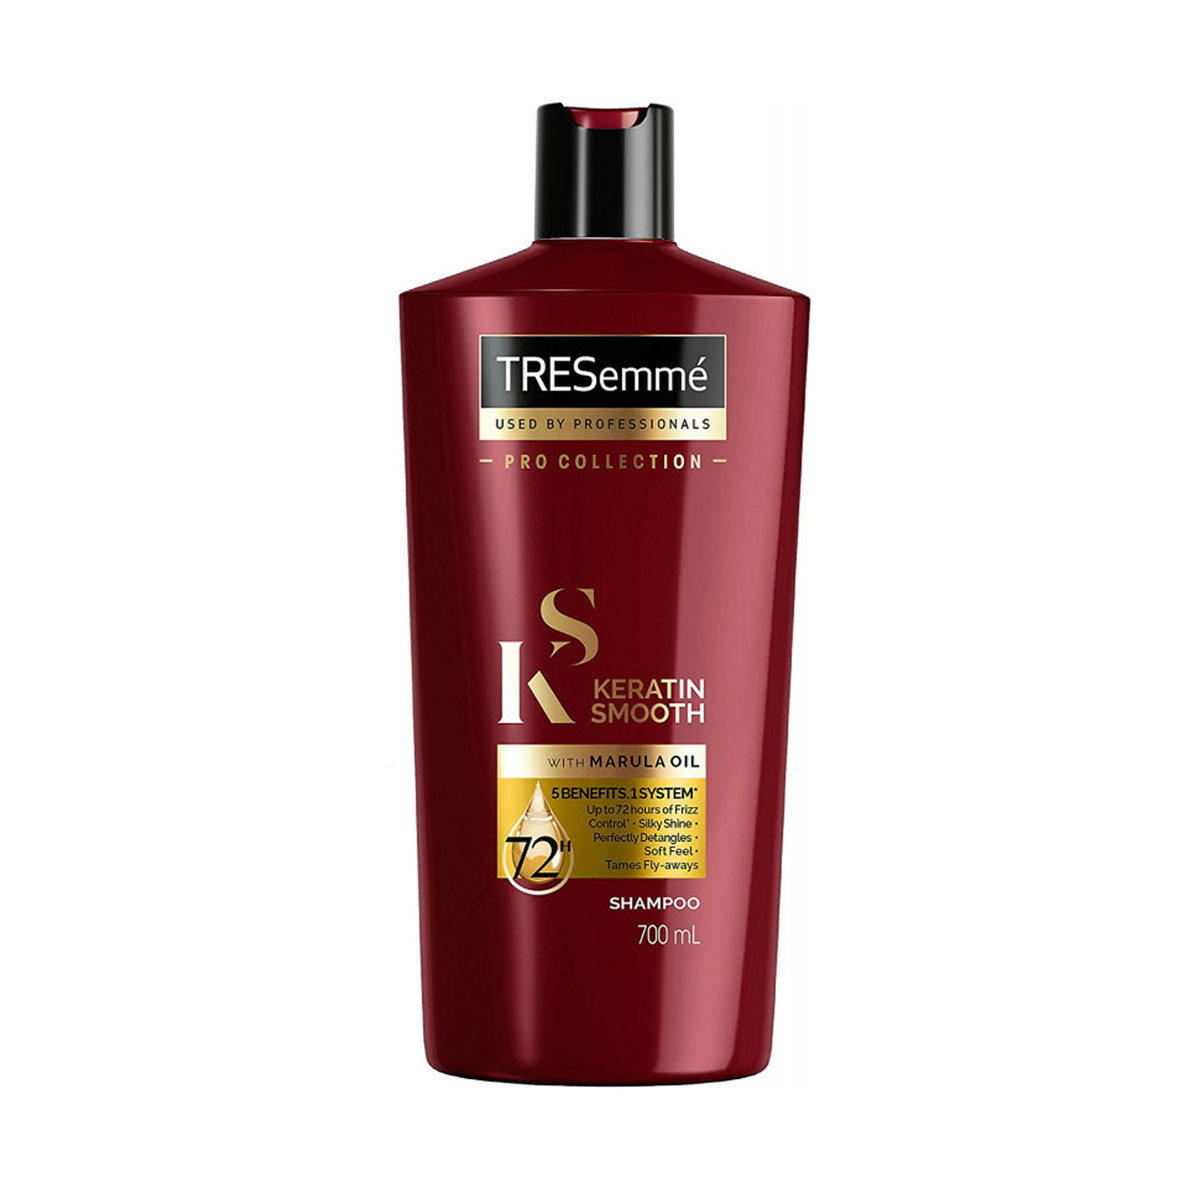 TRESemmé
USED BY PROFESSIONALS
PRO COLLECTION
KS
KERATIN
SMOOTH
WITH MARULA OIL
5 BENEFITS, 1 SYSTEM*
Up to 72 hours of Frizz
Control* • Silky Shine •
Perfectly Detangles •
Soft Feel •
Tames Fly-aways
72H
SHAMPOO
700 mL